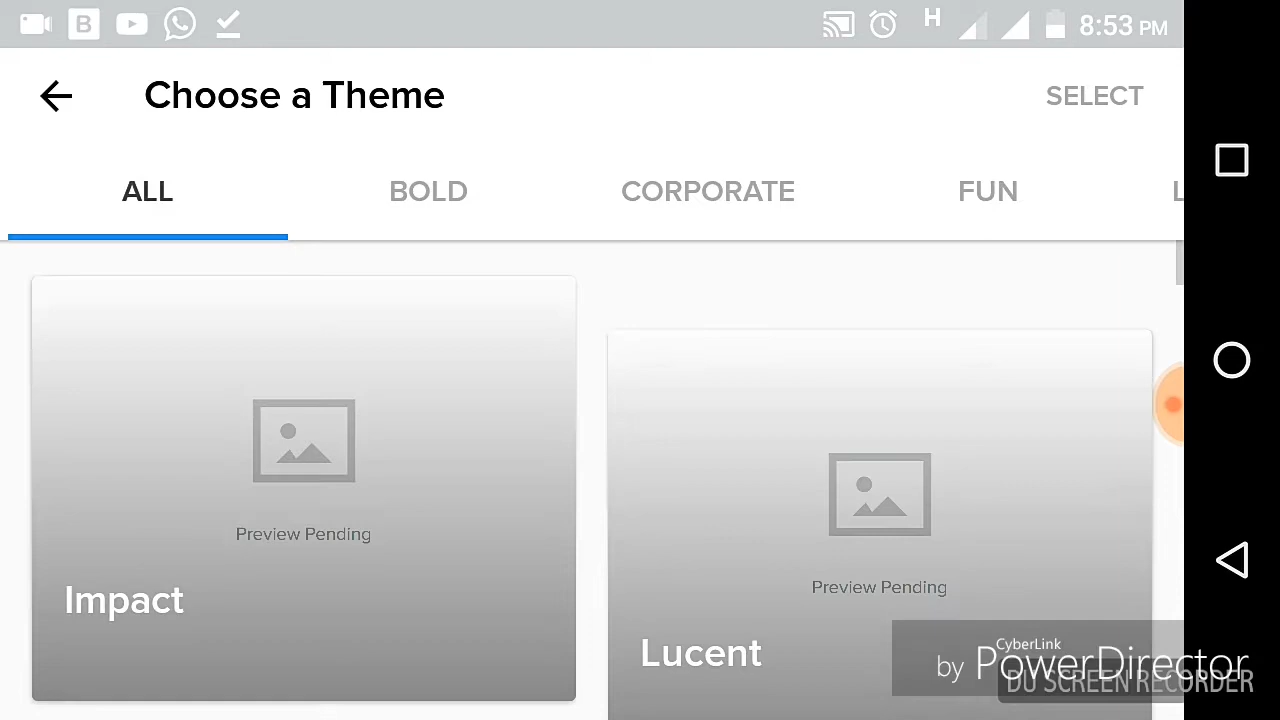 B H 8:53 PM
Choose a Theme SELECT
ALL BOLD CORPORATE FUN L
Preview Pending
Impact
Preview Pending
Lucent
CyberLink
by PowerDirector
DU SCREEN RECORDER